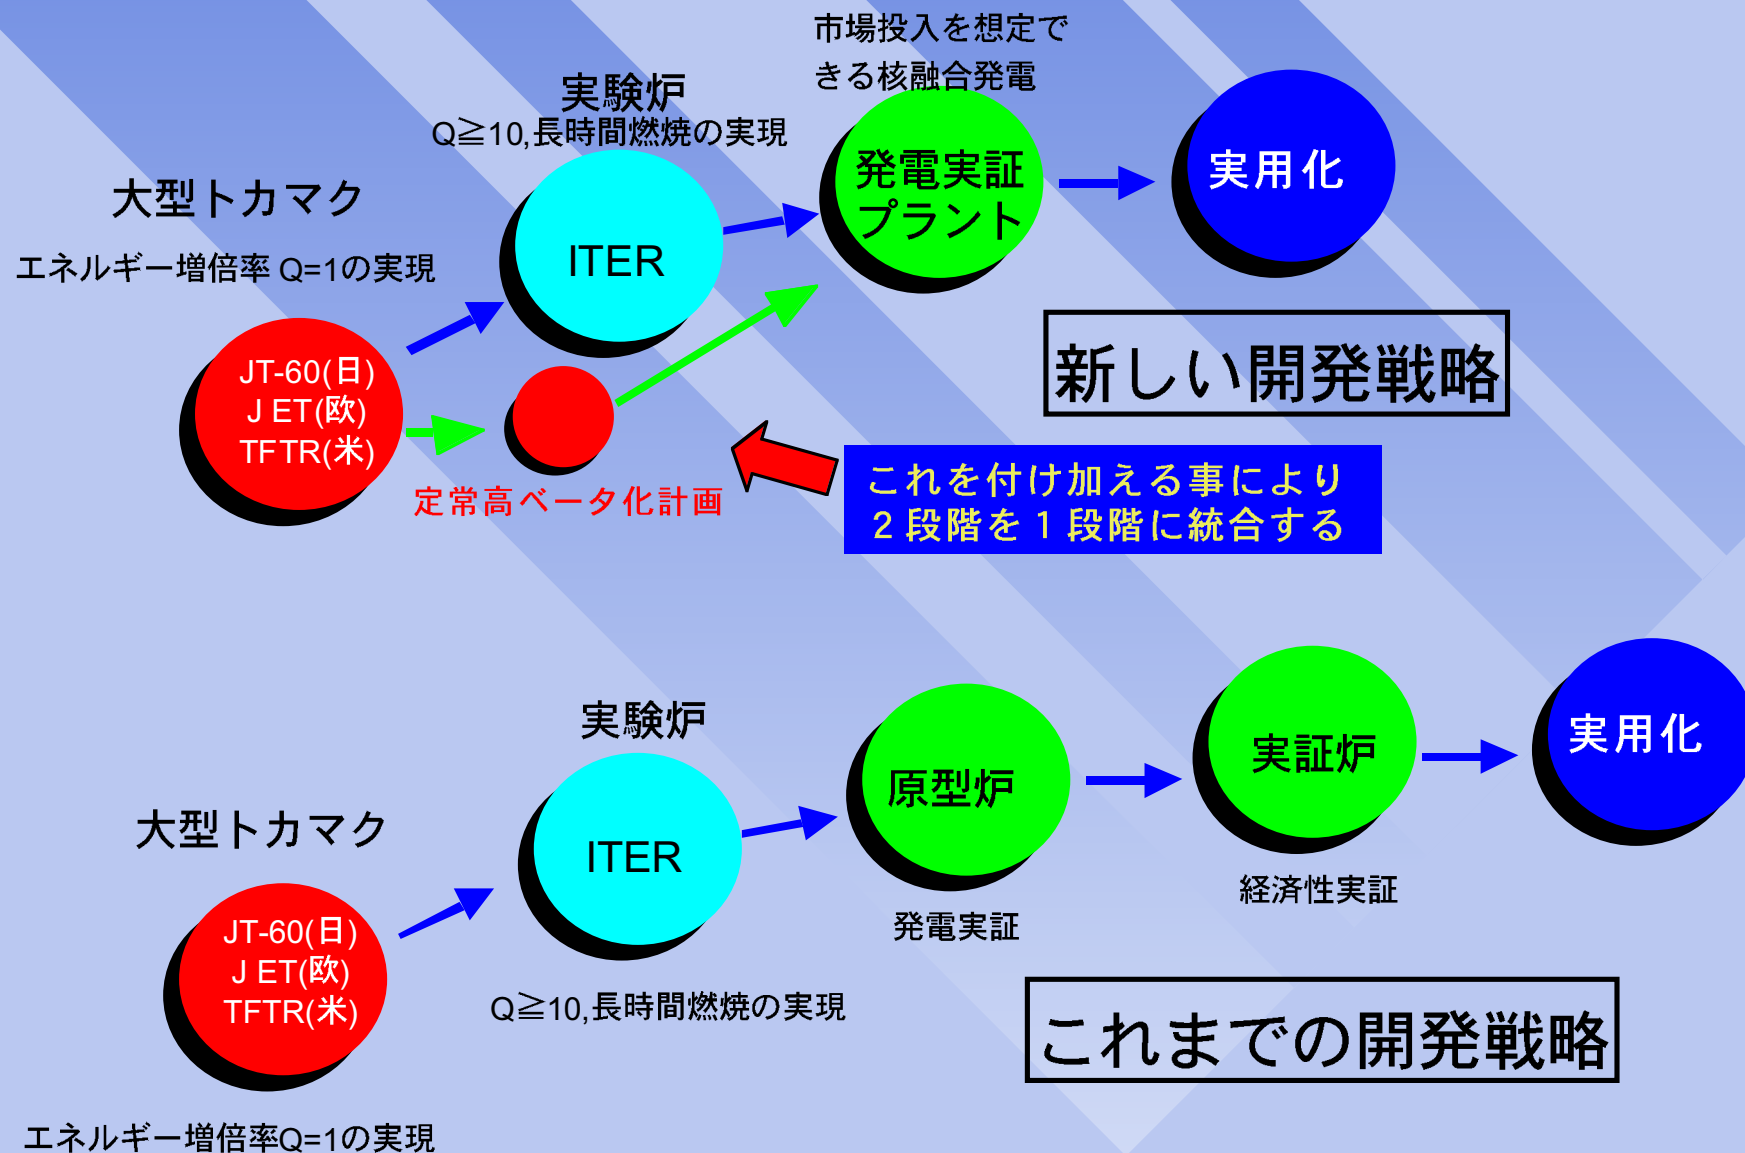 市場投入を想定で
きる核融合発電
実験炉
Q≧10,長時間燃焼の実現
大型トカマク
エネルギー増倍率 Q=1の実現
JT-60(日)
J ET(欧)
TFTR(米)
ITER
発電実証
プラント
実用化
新しい開発戦略
定常高ベータ化計画
これを付け加える事により
２段階を１段階に統合する
実験炉
大型トカマク
JT-60(日)
J ET(欧)
TFTR(米)
ITER
原型炉
実証炉
実用化
経済性実証
発電実証
Q≧10,長時間燃焼の実現
これまでの開発戦略
エネルギー増倍率Q=1の実現